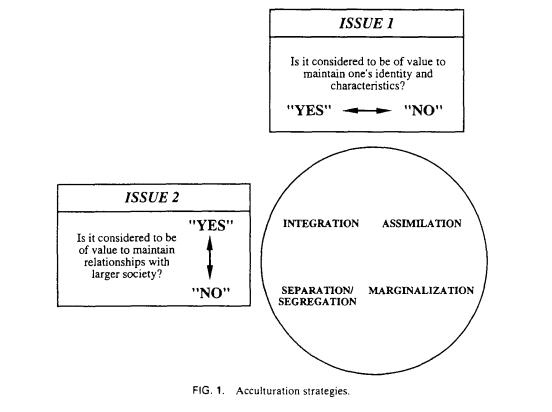 ISSUE 1
Is it considered to be of value to
maintain one's identity and
characteristics?
"YES" "NO"
ISSUE 2
Is it considered to be
of value to maintain
relationships with
larger society?
"YES"
"NO"
INTEGRATION ASSIMILATION
SEPARATION/ MARGINALIZATION
SEGREGATION
FIG. 1. Acculturation strategies.